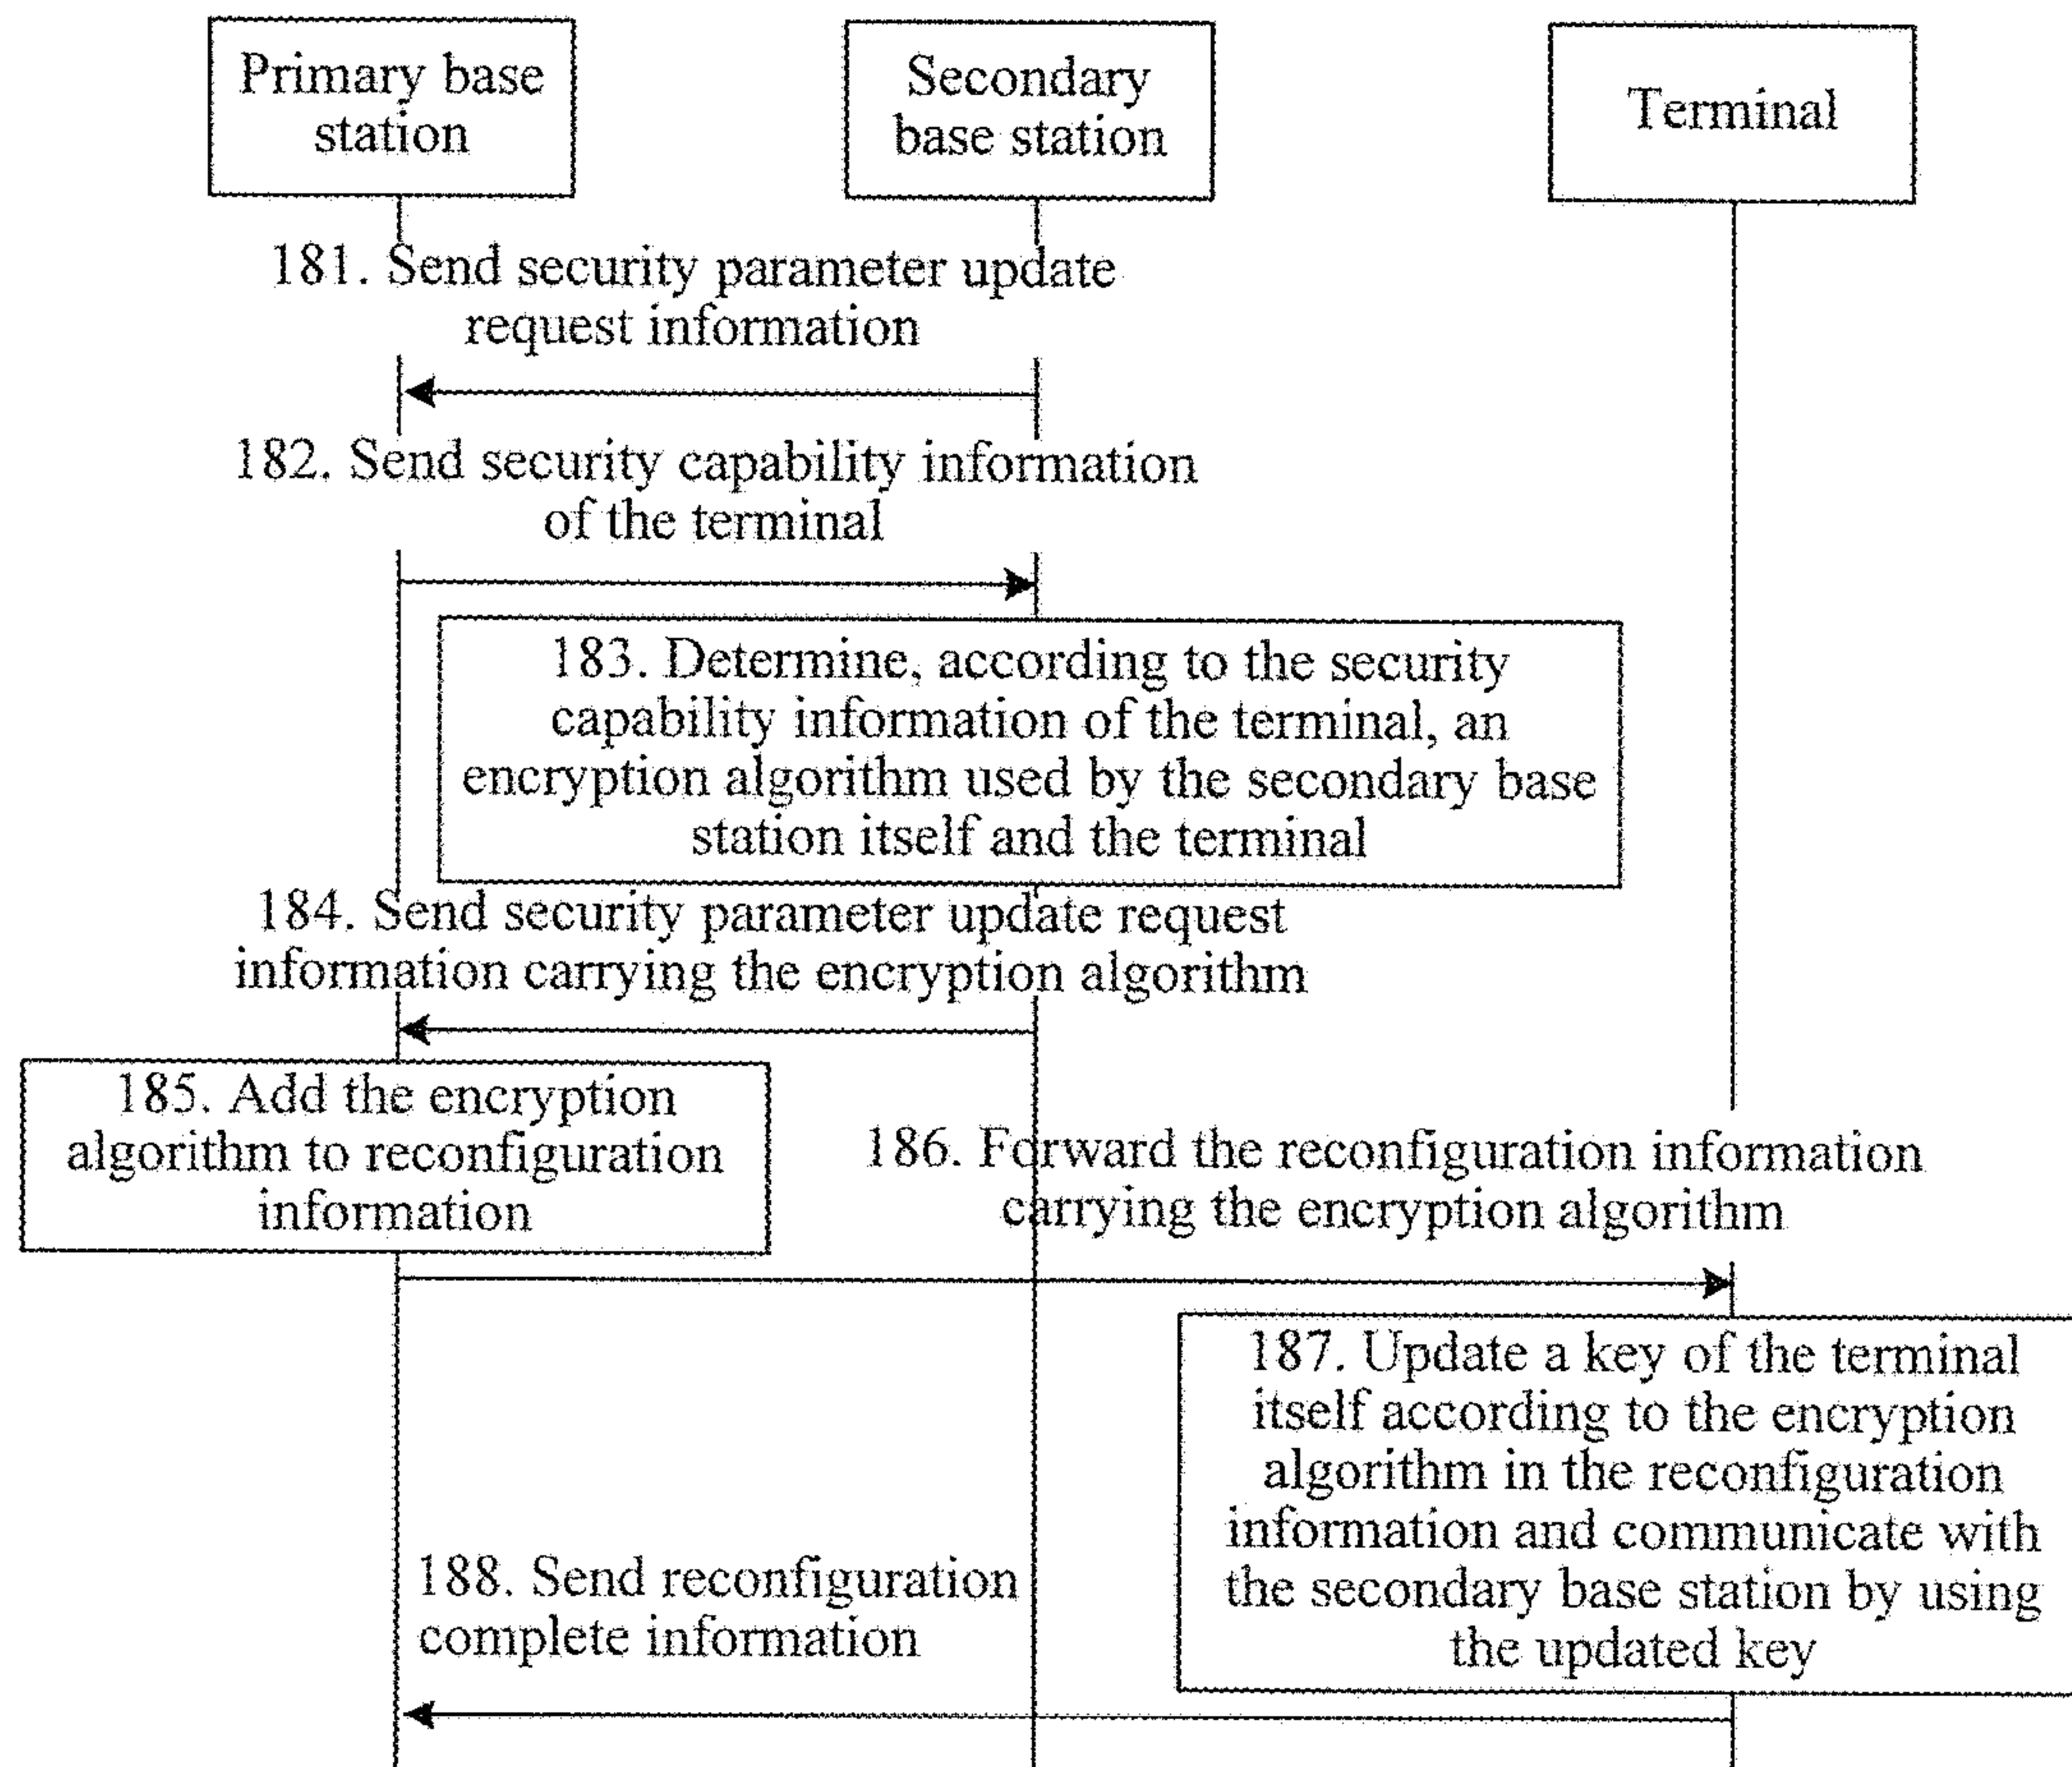 Primary base
station
Secondary
base station
Terminal
181. Send security parameter update
request information
182. Send security capability information
of the terminal
183. Determine, according to the security
capability information of the terminal, an
encryption algorithm used by the secondary base
station itself and the terminal
184. Send security parameter update request
information carrying the encryption algorithm
185. Add the encryption
algorithm to reconfiguration
information
186. Forward the reconfiguration information
carrying the encryption algorithm
187. Update a key of the terminal
itself according to the encryption
algorithm in the reconfiguration
information and communicate with
the secondary base station by using
the updated key
188. Send reconfiguration
complete information